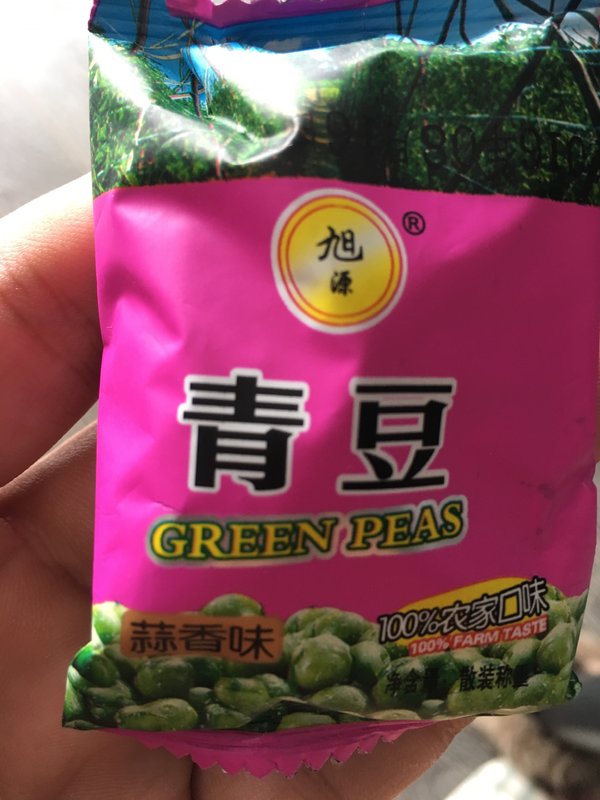 旭
®
源
青豆
GREEN PEAS
100%农家口味
100% FARM TASTE
蒜香味
净含量: 散装称重